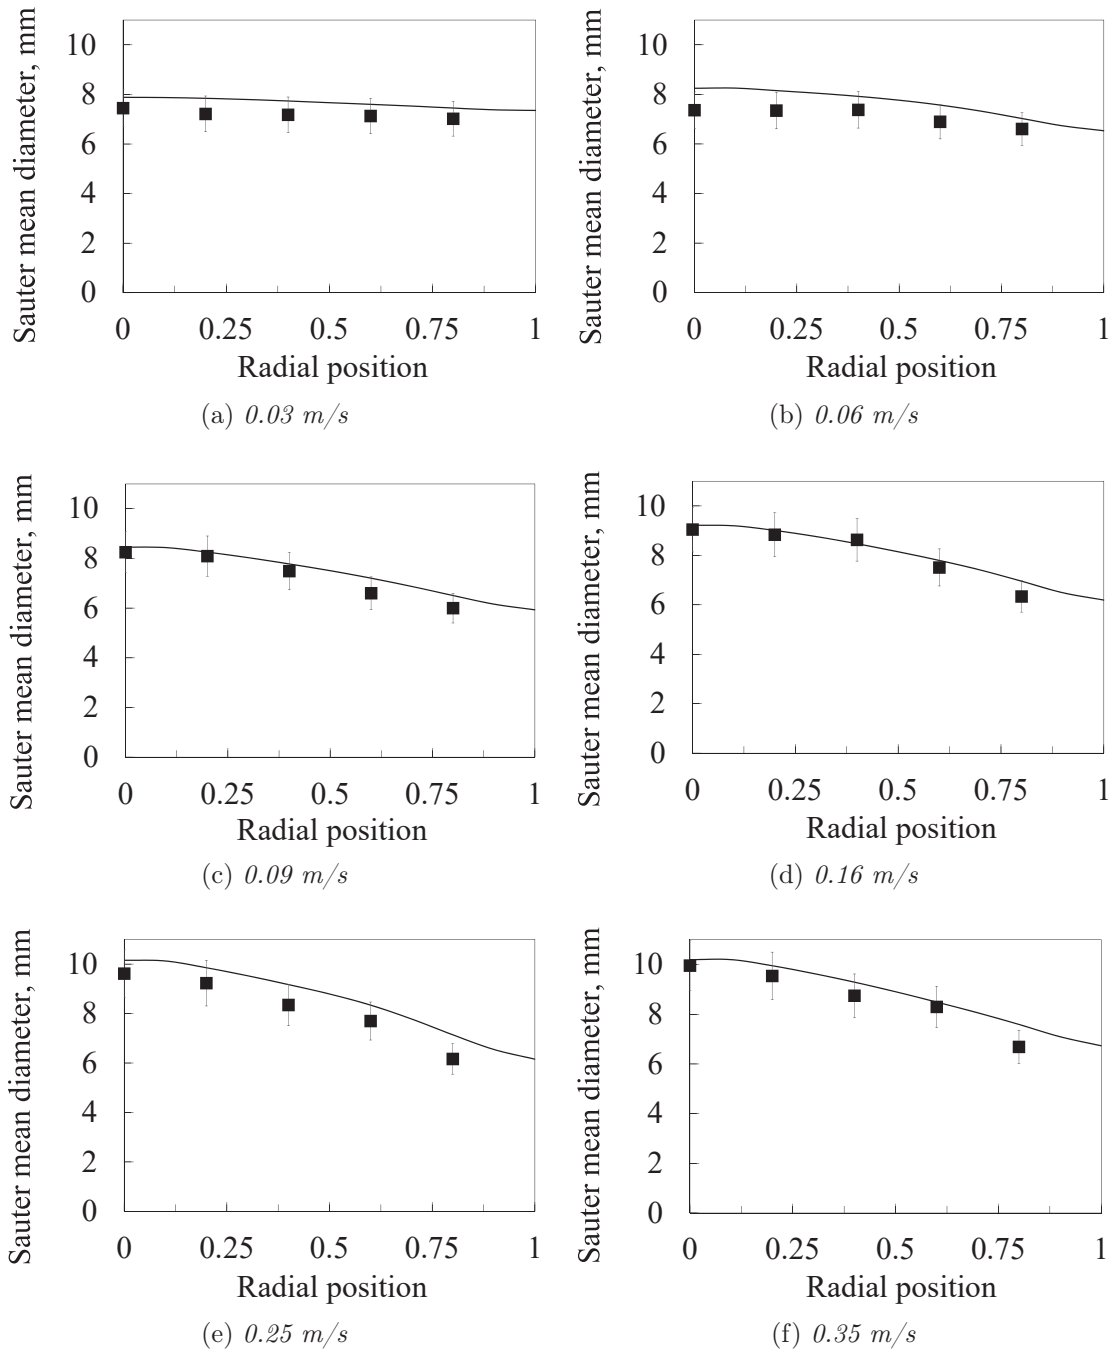 Sauter mean diameter, mm
10
8
6
4
2
0
0 0.25 0.5 0.75 1
Radial position
(a) 0.03 m/s
Sauter mean diameter, mm
10
8
6
4
2
0
0 0.25 0.5 0.75 1
Radial position
(b) 0.06 m/s
Sauter mean diameter, mm
10
8
6
4
2
0
0 0.25 0.5 0.75 1
Radial position
(c) 0.09 m/s
Sauter mean diameter, mm
10
8
6
4
2
0
0 0.25 0.5 0.75 1
Radial position
(d) 0.16 m/s
Sauter mean diameter, mm
10
8
6
4
2
0
0 0.25 0.5 0.75 1
Radial position
(e) 0.25 m/s
Sauter mean diameter, mm
10
8
6
4
2
0
0 0.25 0.5 0.75 1
Radial position
(f) 0.35 m/s